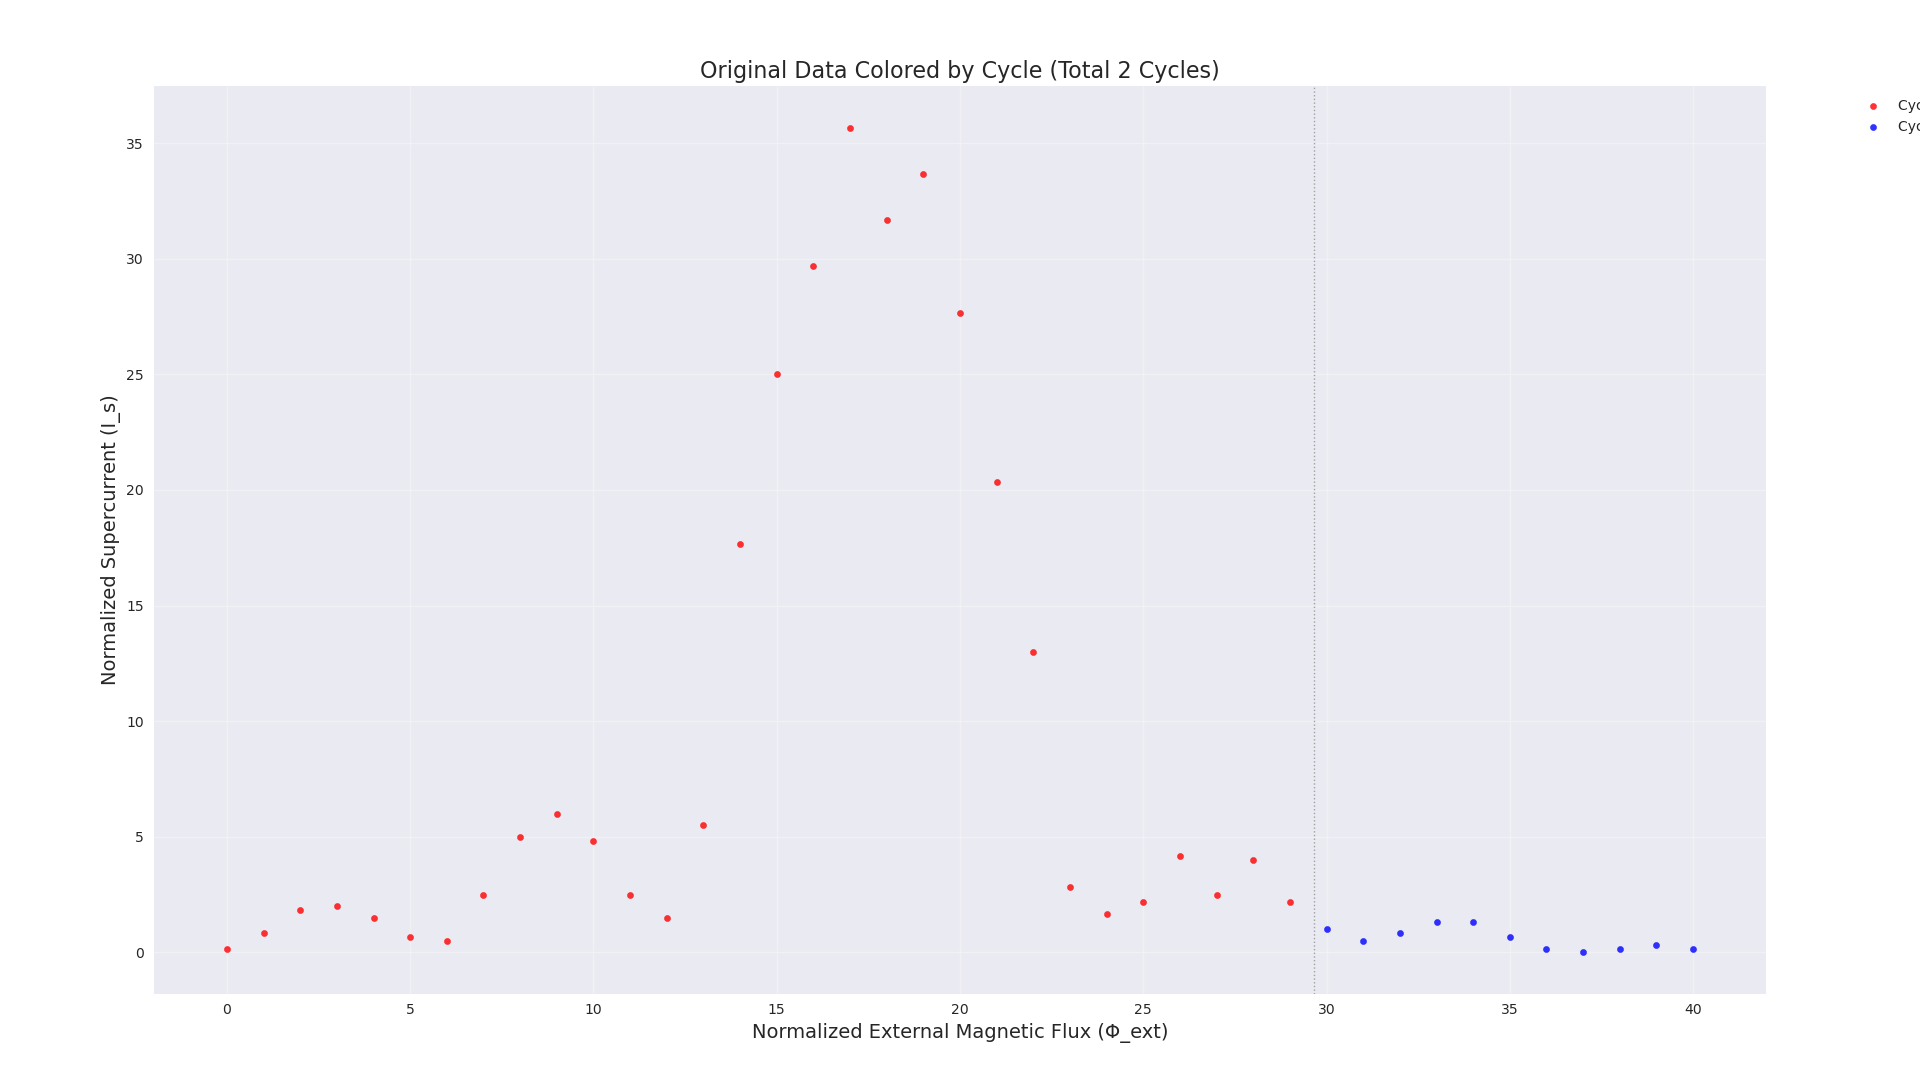 Original Data Colored by Cycle (Total 2 Cycles)
Cyc
Cyc
35
30
25
20
15
10
5
0
Normalized Supercurrent (I_s)
0 5 10 15 20 25 30 35 40
Normalized External Magnetic Flux (Φ_ext)